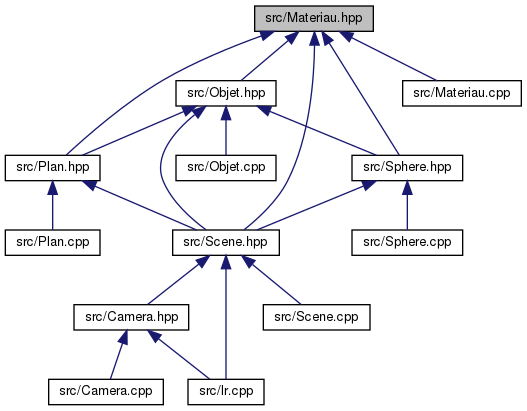 src/Materiau.hpp
src/Objet.hpp
src/Materiau.cpp
src/Plan.hpp
src/Objet.cpp
src/Sphere.hpp
src/Plan.cpp
src/Scene.hpp
src/Sphere.cpp
src/Camera.hpp
src/Scene.cpp
src/Camera.cpp
src/lr.cpp